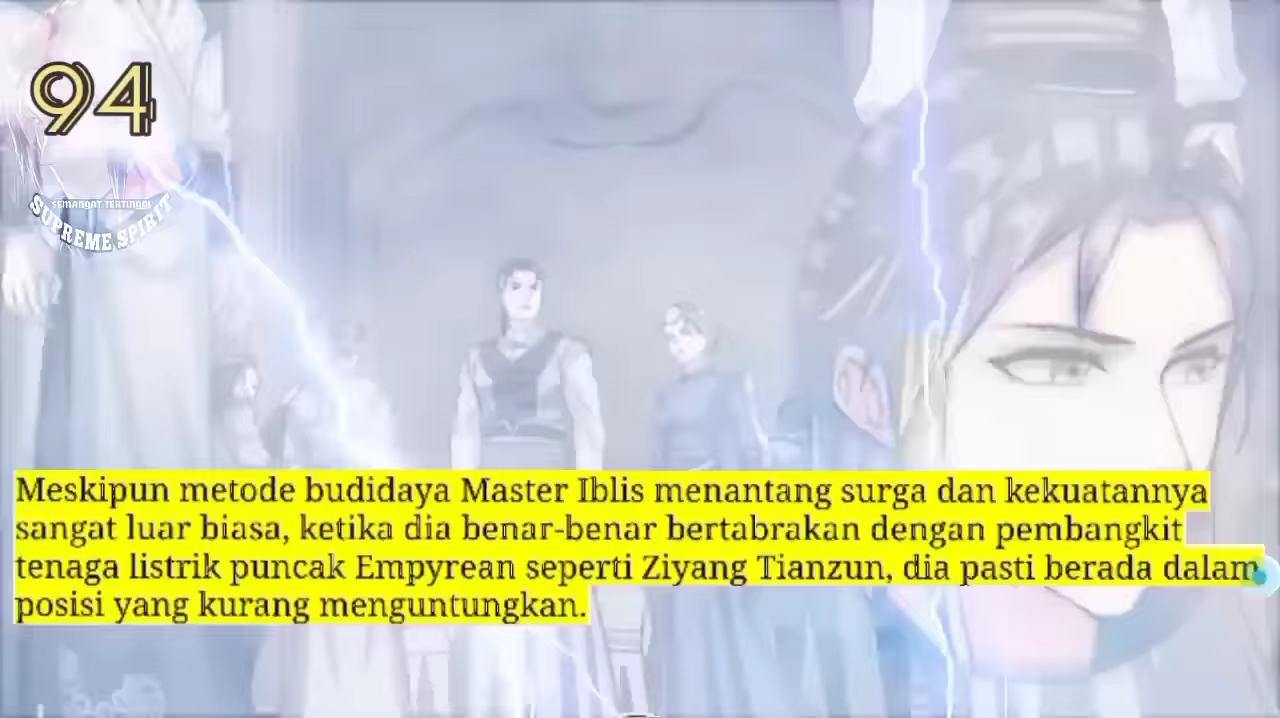 94
SEMANGAT TERTINGGI
SUPREME SPIRIT
Meskipun metode budidaya Master Iblis menantang surga dan kekuatannya
sangat luar biasa, ketika dia benar-benar bertabrakan dengan pembangkit
tenaga listrik puncak Empyrean seperti Ziyang Tianzun, dia pasti berada dalam
posisi yang kurang menguntungkan.